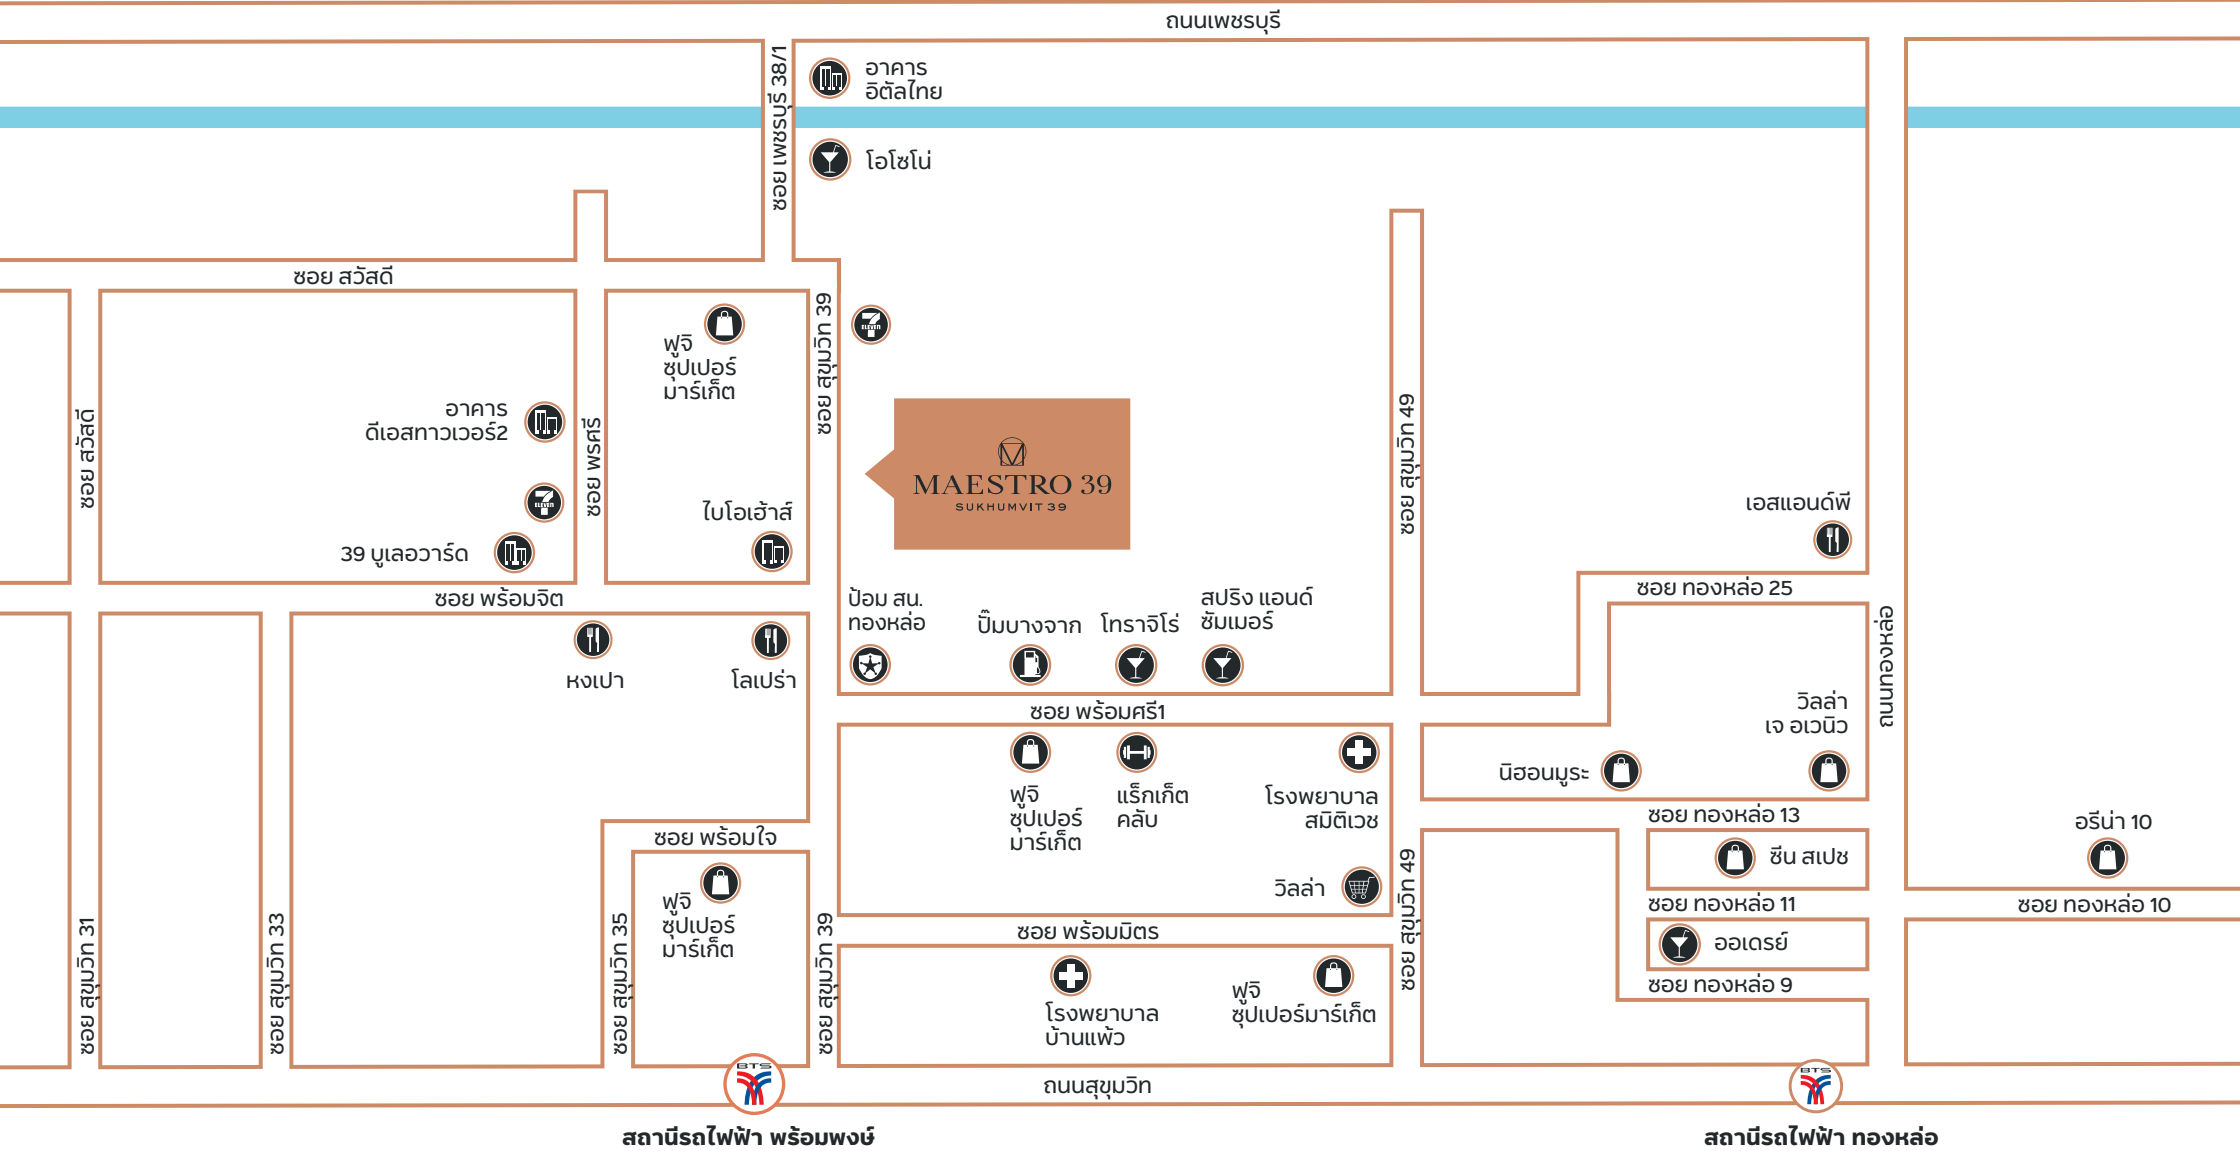 ถนนเพชรบุรี
ซอย เพชรบุรี 38/1
อาคาร
อิตัลไทย
โอโซโน่
ซอย สวัสดี
ซอย สุขุมวิท 39
7
ELEVEN
ฟูจิ
ซุปเปอร์
มาร์เก็ต
อาคาร
ดีเอสทาวเวอร์2
ซอย สวัสดี
ซอย พรศรี
7
ELEVEN
39 บูเลอวาร์ด
ไบโอเฮ้าส์
MAESTRO 39
SUKHUMVIT 39
ซอย สุขุมวิท 49
เอสแอนด์พี
ซอย ทองหล่อ 25
ซอย พร้อมจิต
หงเปา
โลเปร่า
ป้อม สน.
ทองหล่อ
ปั๊มบางจาก
โทราจิโร่
สปริง แอนด์
ซัมเมอร์
ซอย พร้อมศรี1
ถนนทองหล่อ
วิลล่า
เจ อเวนิว
นิฮอนมูระ
ฟูจิ
ซุปเปอร์
มาร์เก็ต
แร็กเก็ต
คลับ
โรงพยาบาล
สมิติเวช
วิลล่า
ซอย ทองหล่อ 13
ซีน สเปซ
อรีน่า 10
ซอย พร้อมใจ
ฟูจิ
ซุปเปอร์
มาร์เก็ต
ซอย สุขุมวิท 31
ซอย สุขุมวิท 33
ซอย สุขุมวิท 35
ซอย สุขุมวิท 39
ซอย พร้อมมิตร
ซอย สุขุมวิท 49
ซอย ทองหล่อ 11
ซอย ทองหล่อ 10
ออเดรย์
ซอย ทองหล่อ 9
โรงพยาบาล
บ้านแพ้ว
ฟูจิ
ซุปเปอร์มาร์เก็ต
BTS
ถนนสุขุมวิท
BTS
สถานีรถไฟฟ้า พร้อมพงษ์
สถานีรถไฟฟ้า ทองหล่อ